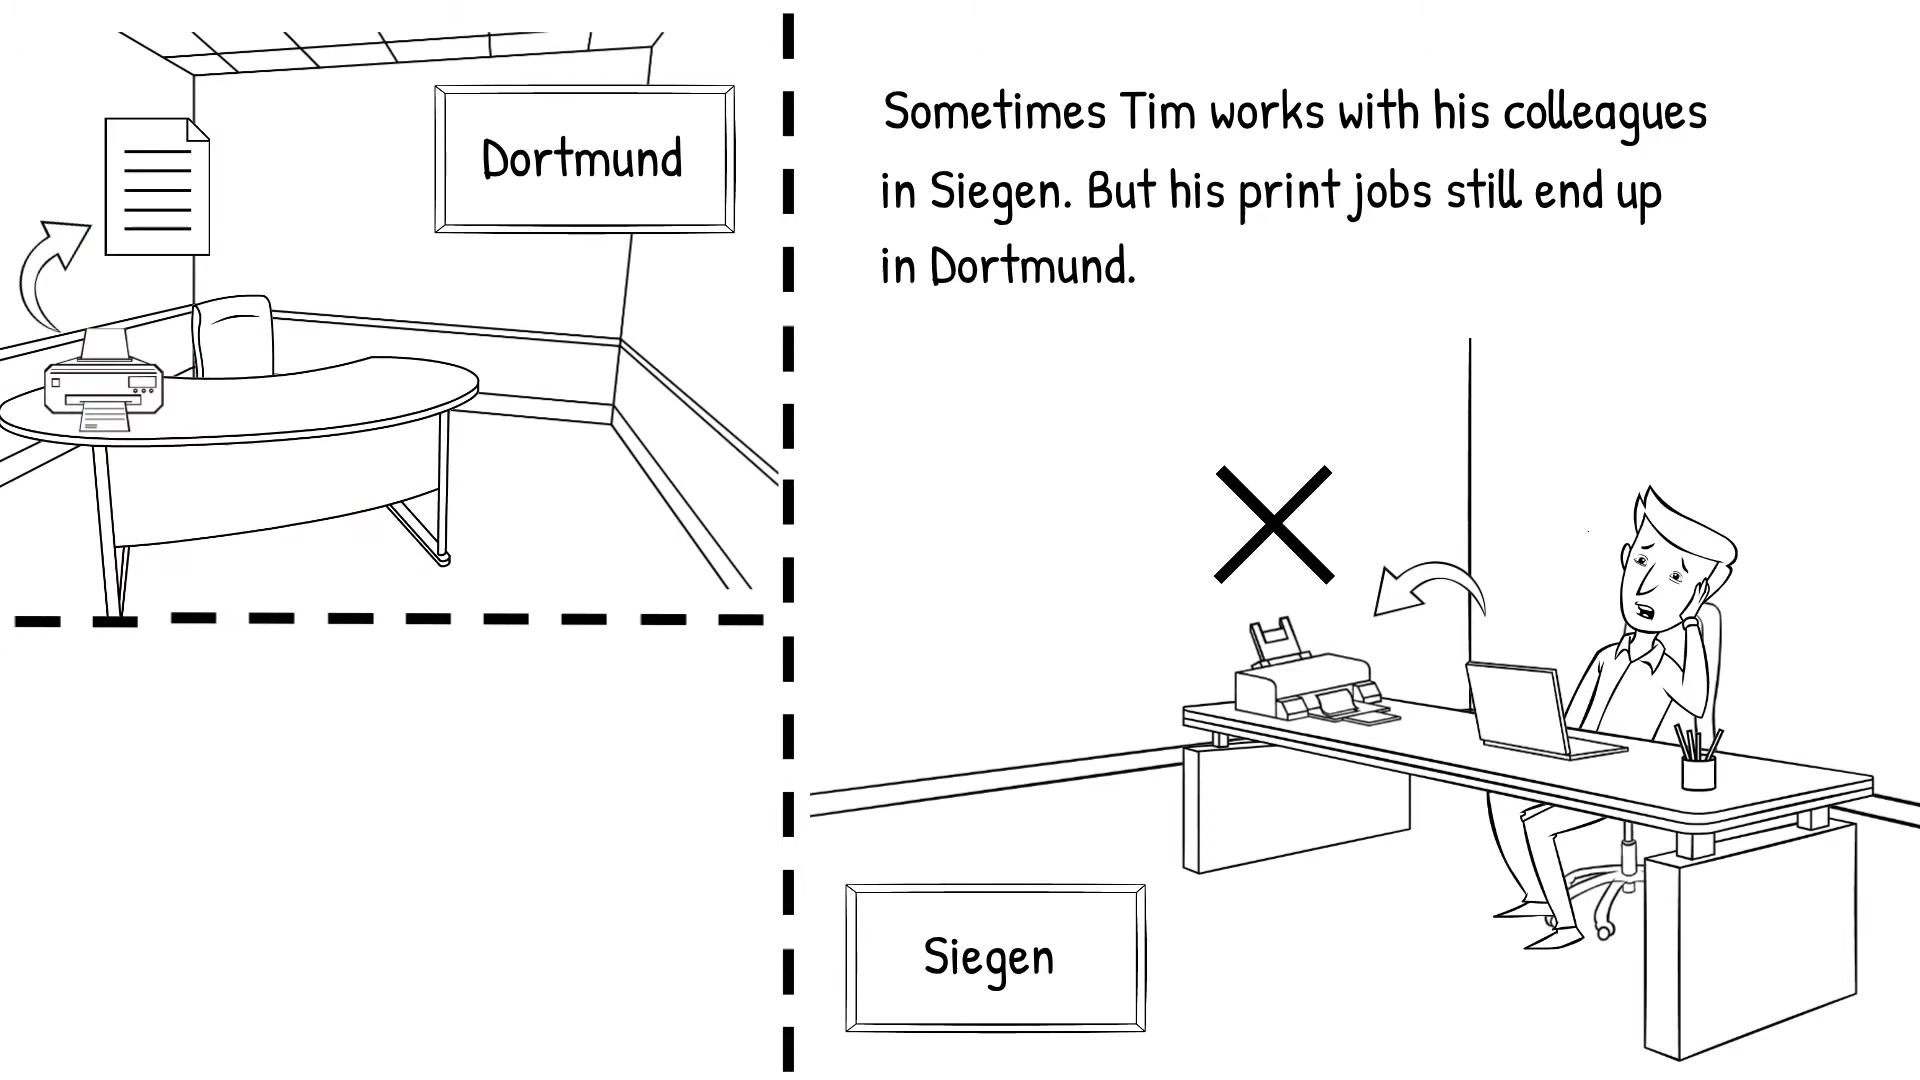 Dortmund
Sometimes Tim works with his colleagues
in Siegen. But his print jobs still end up
in Dortmund.
Siegen